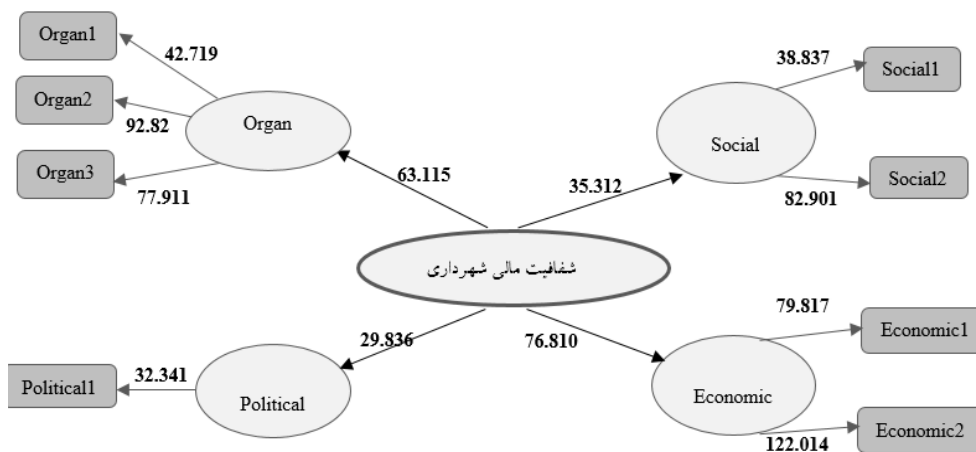 Organ1
42.719
Organ2
92.82
Organ3
77.911
Organ
63.115
38.837
Social1
Social
Social2
82.901
35.312
شفافیت مالی شهرداری
29.836
Political1
32.341
Political
76.810
79.817
Economic1
Economic
Economic2
122.014